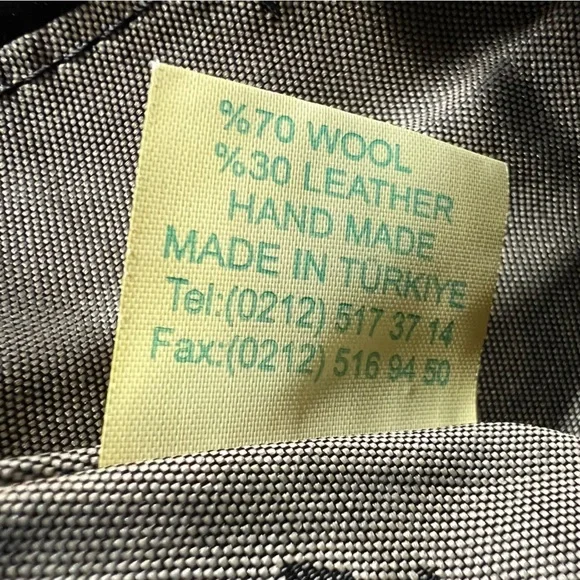 %70 WOOL
%30 LEATHER
HAND MADE
MADE IN TURKIYE
Tel:(0212) 517 37 14
Fax:(0212) 516 94 50